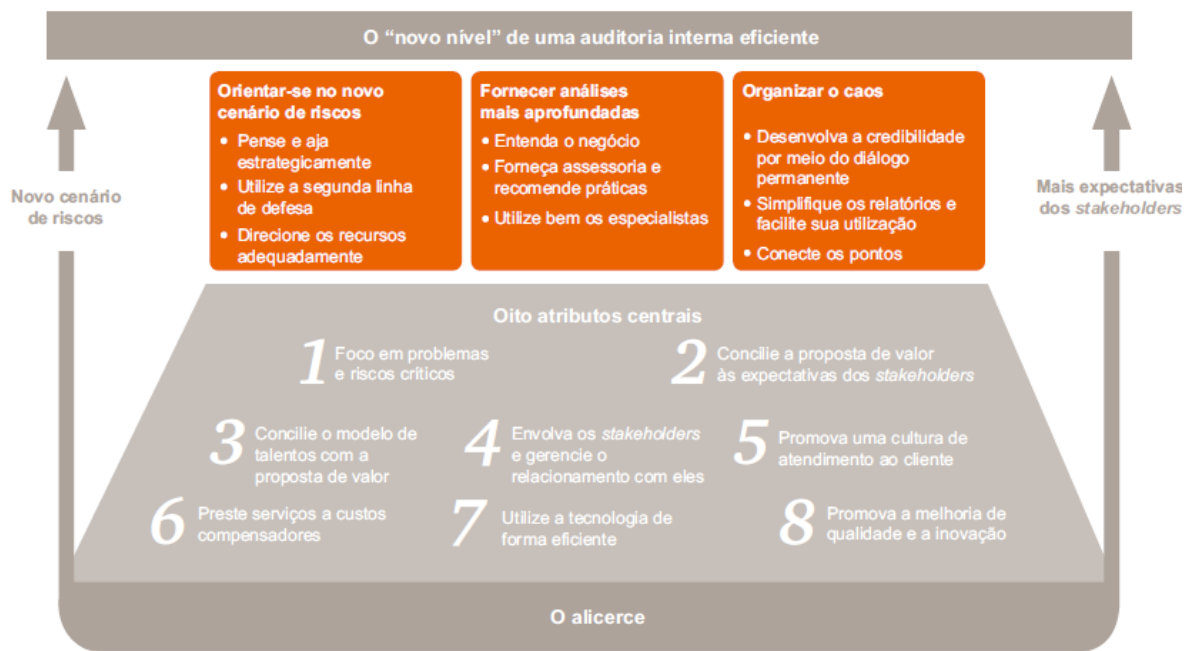 O “novo nível” de uma auditoria interna eficiente
Novo cenário
de riscos
Orientar-se no novo
cenário de riscos
• Pense e aja
estrategicamente
• Utilize a segunda linha
de defesa
• Direcione os recursos
adequadamente
Fornecer análises
mais aprofundadas
• Entenda o negócio
• Forneça assessoria e
recomende práticas
• Utilize bem os especialistas
Organizar o caos
• Desenvolva a credibilidade
por meio do diálogo
permanente
• Simplifique os relatórios e
facilite sua utilização
• Conecte os pontos
Mais expectativas
dos stakeholders
Oito atributos centrais
1 Foco em problemas
e riscos críticos
2 Concilie a proposta de valor
às expectativas dos stakeholders
3 Concilie o modelo de
talentos com a
proposta de valor
4 Envolva os stakeholders
e gerencie o
relacionamento com eles
5 Promova uma cultura de
atendimento ao cliente
6 Preste serviços a custos
compensadores
7 Utilize a tecnologia de
forma eficiente
8 Promova a melhoria de
qualidade e a inovação
O alicerce